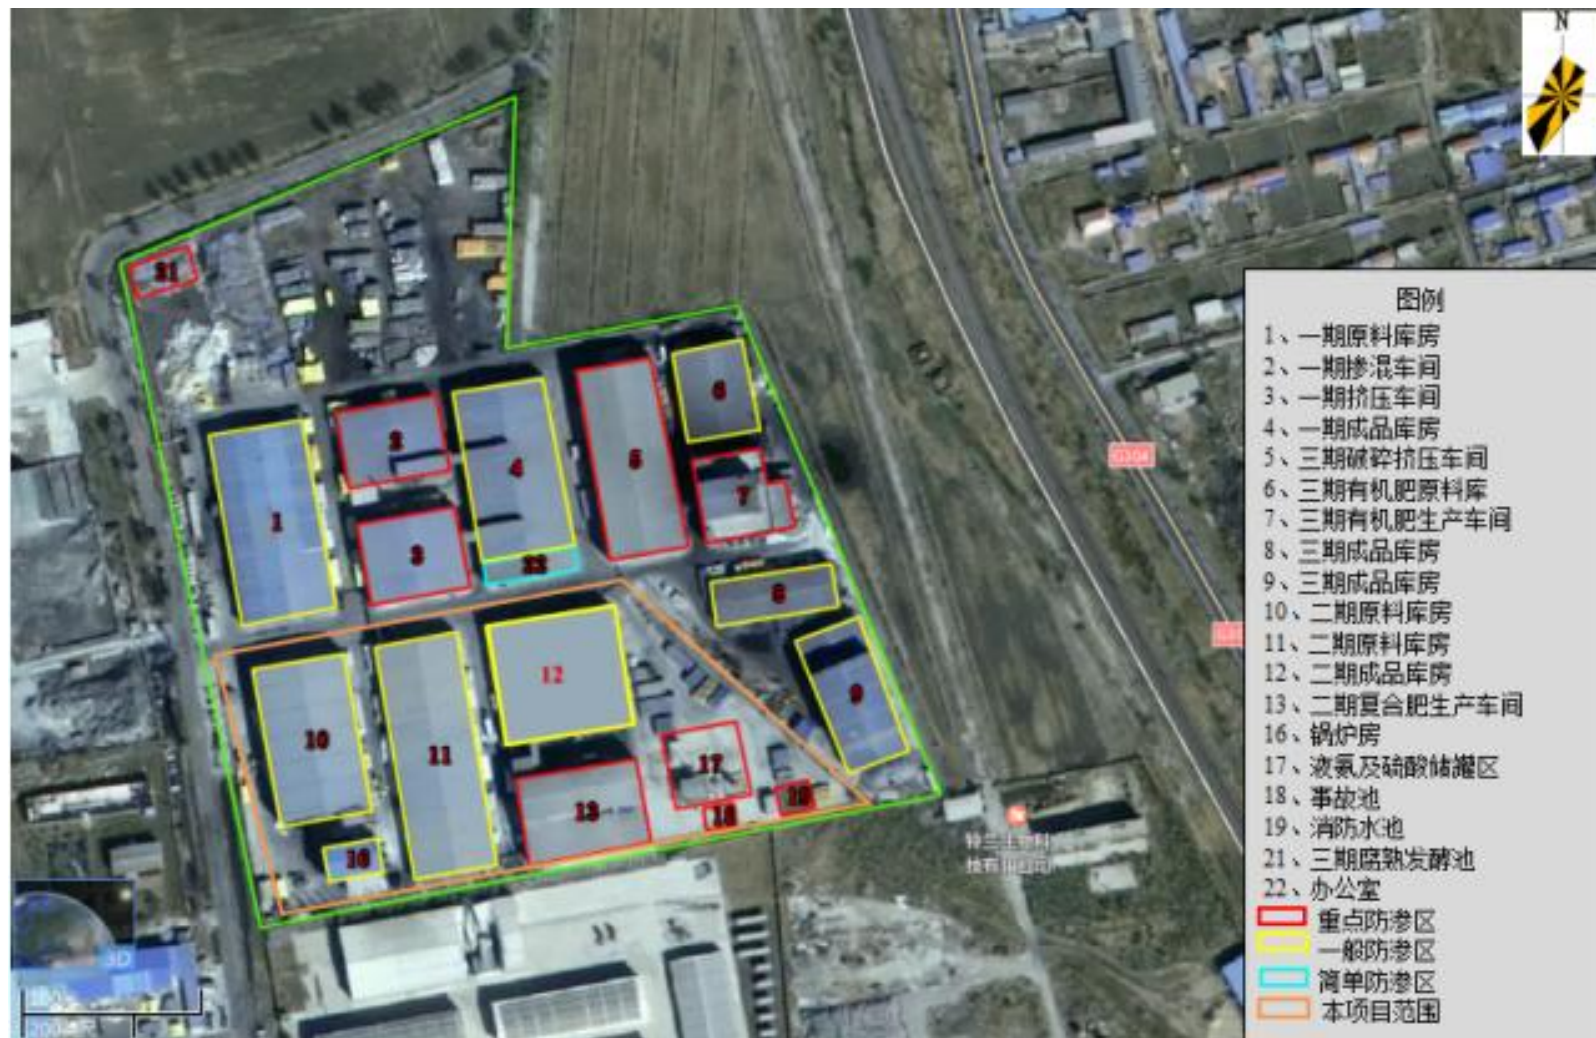 N
21
6
2
5
4
7
1
3
22
8
12
9
10
11
17
13
18
19
16
G304
图例
1、一期原料库房
2、一期掺混车间
3、一期挤压车间
4、一期成品库房
5、三期破碎挤压车间
6、三期有机肥原料库
7、三期有机肥生产车间
8、三期成品库房
9、三期成品库房
10、二期原料库房
11、二期原料库房
12、二期成品库房
13、二期复合肥生产车间
16、锅炉房
17、液氨及硫酸储罐区
18、事故池
19、消防水池
21、三期腐熟发酵池
22、办公室
重点防渗区
一般防渗区
简单防渗区
本项目范围
3D